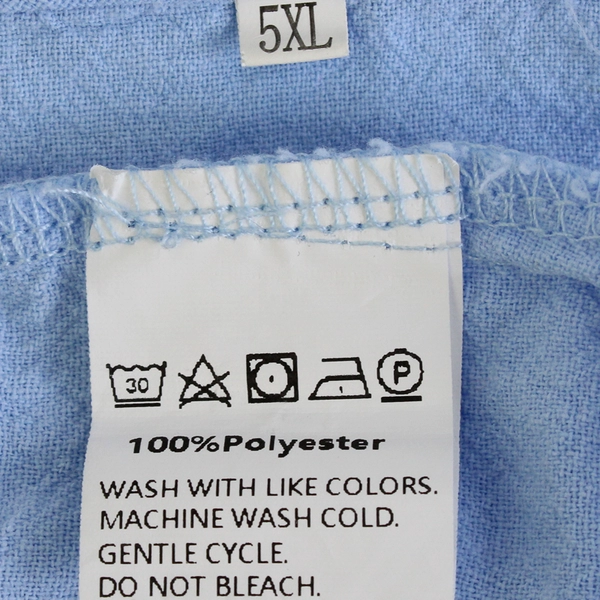 5XL
30
P
100%Polyester
WASH WITH LIKE COLORS.
MACHINE WASH COLD.
GENTLE CYCLE.
DO NOT BLEACH.